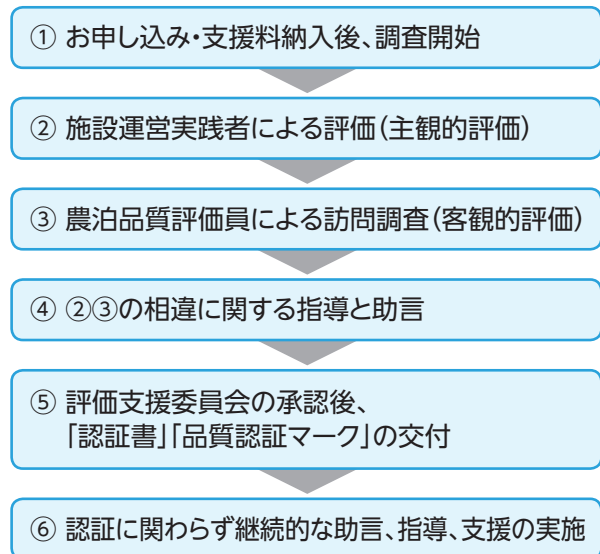 ① お申し込み・支援料納入後、調査開始
② 施設運営実践者による評価(主観的評価)
③ 農泊品質評価員による訪問調査(客観的評価)
④ ②③の相違に関する指導と助言
⑤ 評価支援委員会の承認後、
「認証書」「品質認証マーク」の交付
⑥ 認証に関わらず継続的な助言、指導、支援の実施